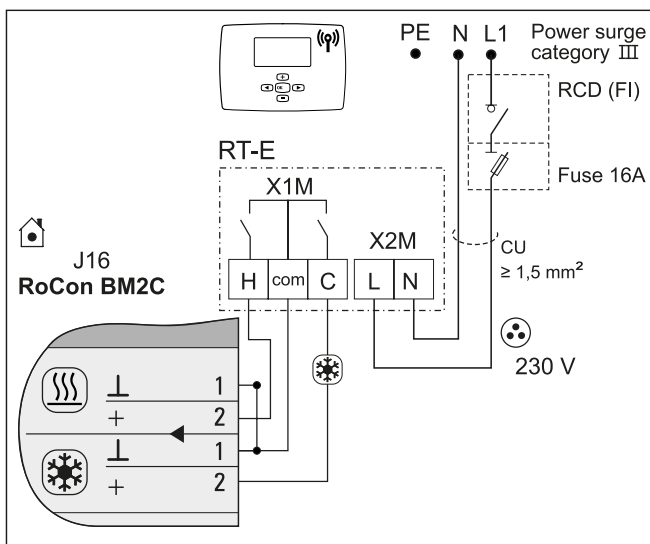 PE N L1 Power surge
category III
RCD (FI)
Fuse 16A
OK
RT-E
X1M
X2M
H com C L N
CU
≥ 1,5 mm²
230 V
J16
RoCon BM2C
⊥ 1
+ 2
⊥ 1
+ 2